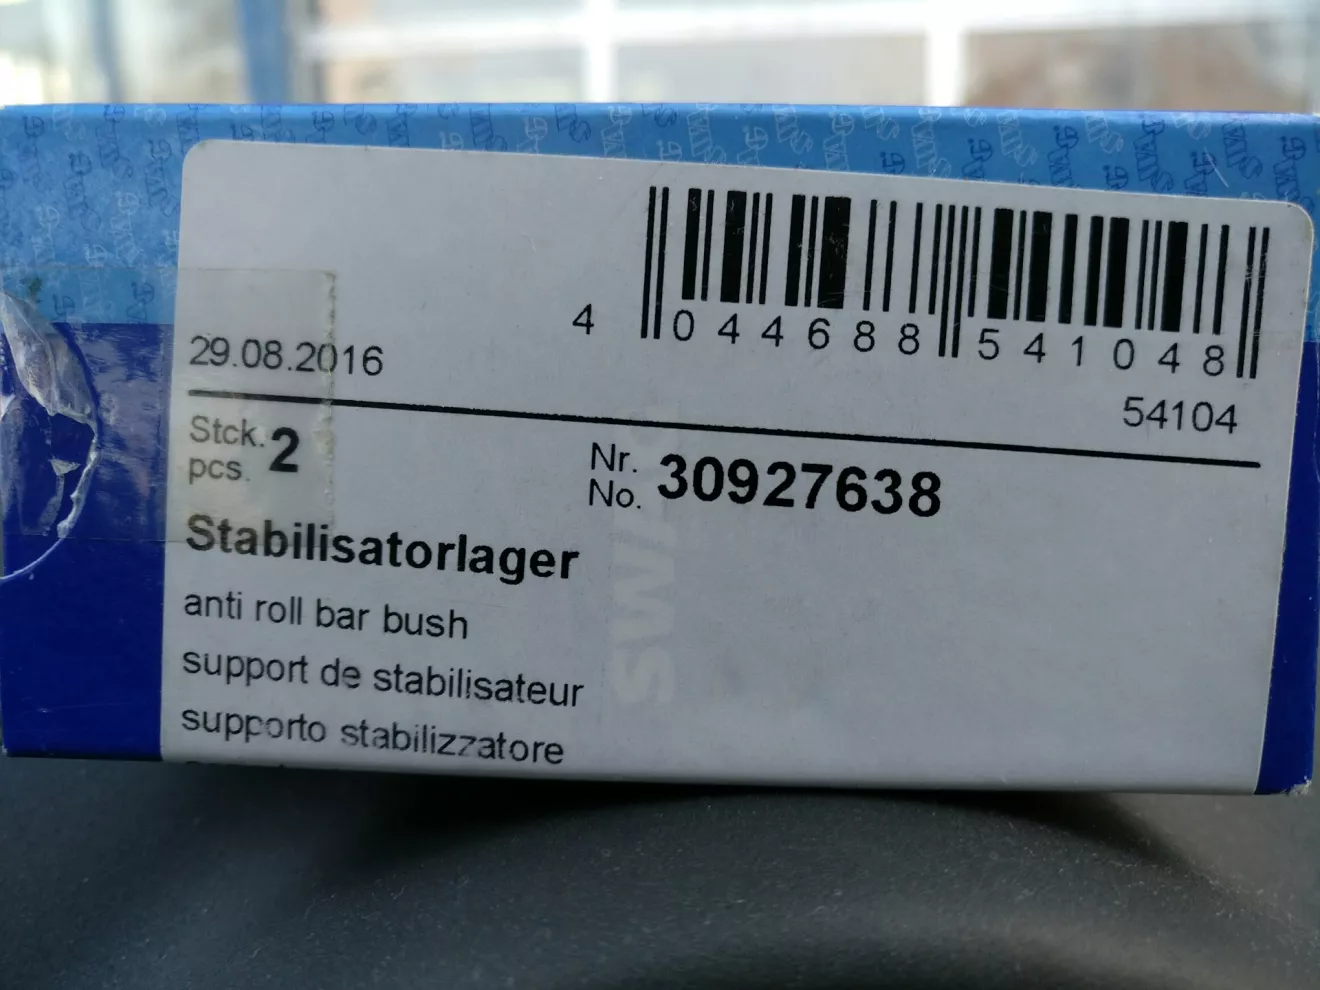 4 044688 541048
29.08.2016
54104
Stck. 2
pcs.
Nr. 30927638
No.
Stabilisatorlager
anti roll bar bush
support de stabilisateur
supporto stabilizzatore
SWAG